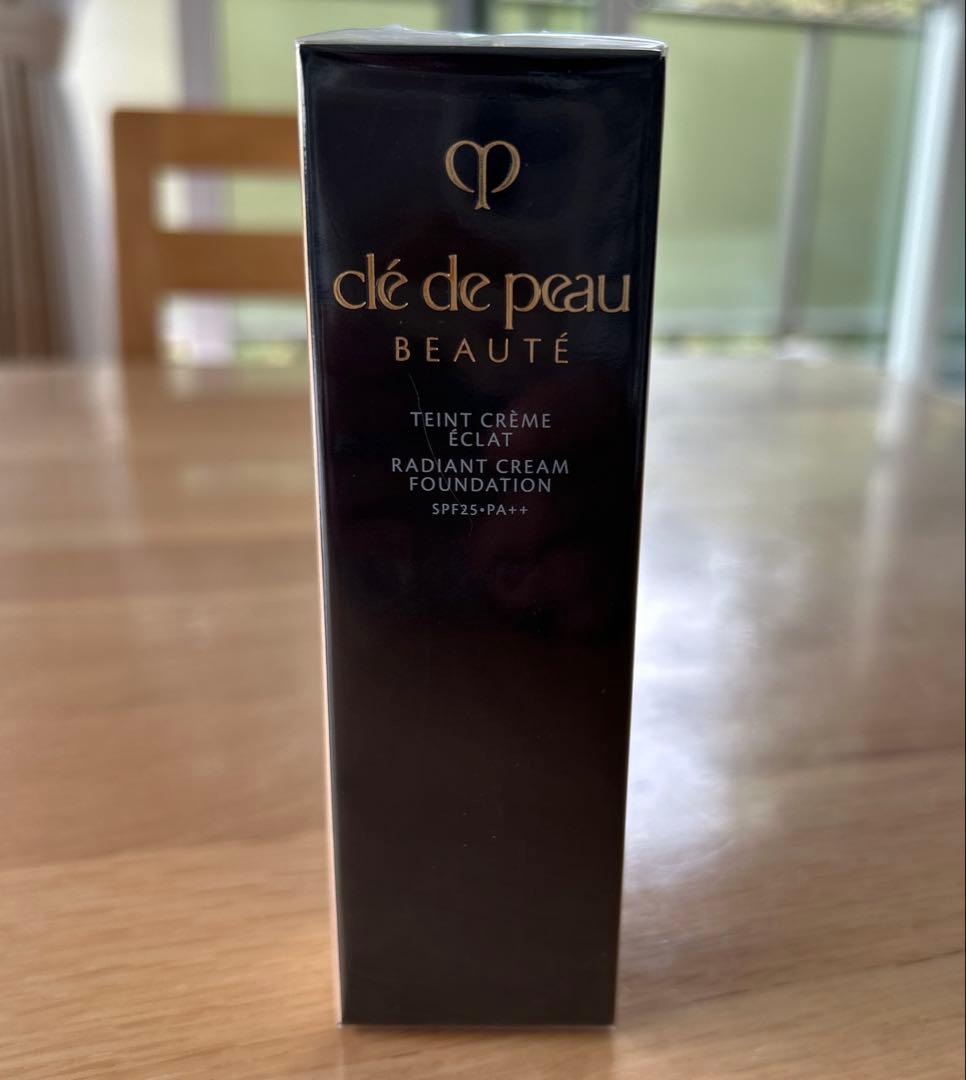 clé de peau
BEAUTÉ
TEINT CRÈME
ÉCLAT
RADIANT CREAM
FOUNDATION
SPF25•PA++